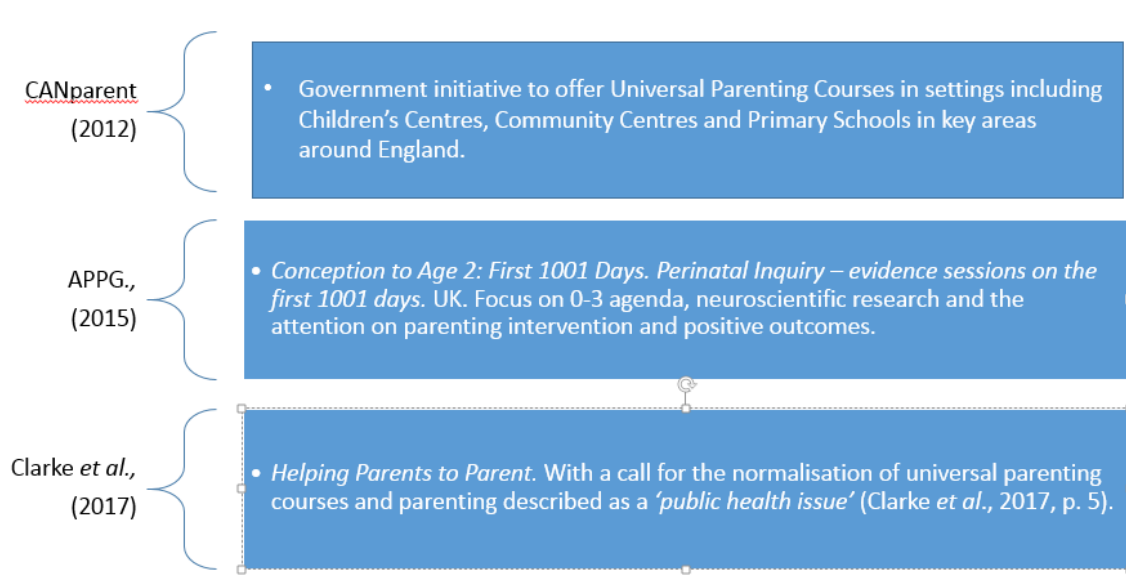 CANparent
(2012)
• Government initiative to offer Universal Parenting Courses in settings including
Children’s Centres, Community Centres and Primary Schools in key areas
around England.
APPG.,
(2015)
• Conception to Age 2: First 1001 Days. Perinatal Inquiry – evidence sessions on the
first 1001 days. UK. Focus on 0-3 agenda, neuroscientific research and the
attention on parenting intervention and positive outcomes.
Clarke et al.,
(2017)
• Helping Parents to Parent. With a call for the normalisation of universal parenting
courses and parenting described as a ‘public health issue’ (Clarke et al., 2017, p. 5).